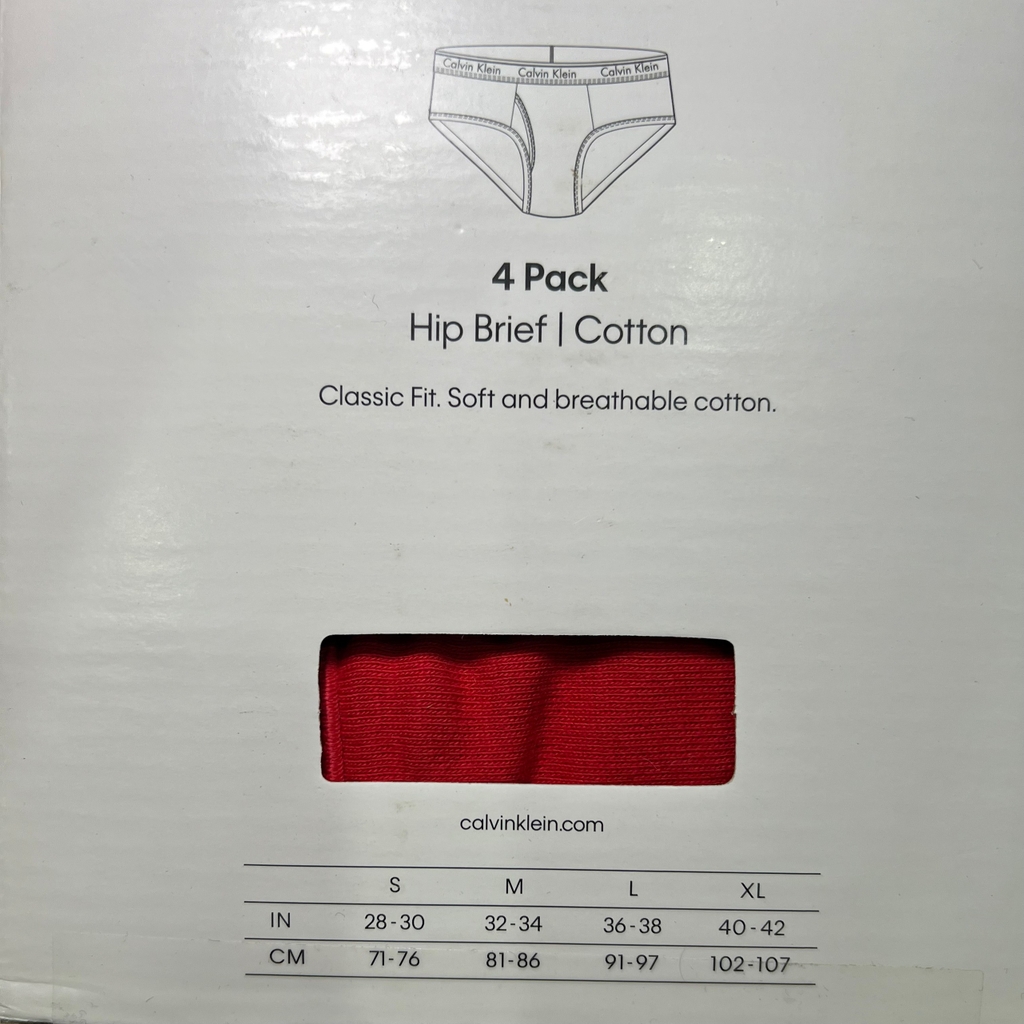 Calvin Klein Calvin Klein Calvin Klein
4 Pack
Hip Brief | Cotton
Classic Fit. Soft and breathable cotton.
calvinklein.com
S M L XL
IN 28-30 32-34 36-38 40-42
CM 71-76 81-86 91-97 102-107